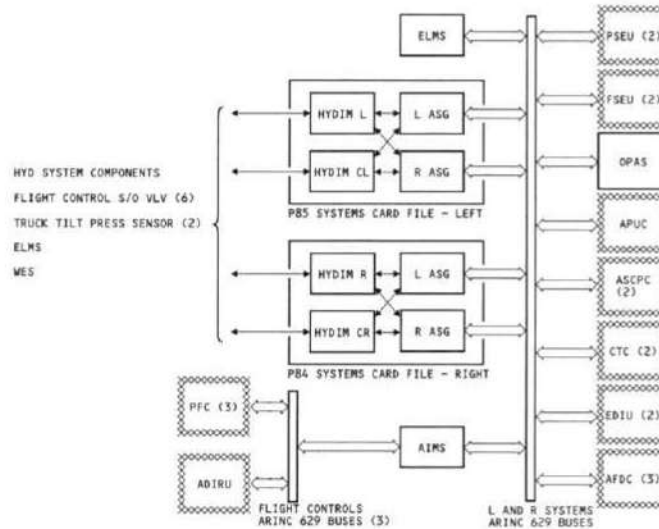 ELMS
PSEU (2)
FSEU (2)
HYDIM L
L ASG
HYDIM CL
R ASG
OPAS
P85 SYSTEMS CARD FILE - LEFT
HYD SYSTEM COMPONENTS
FLIGHT CONTROL S/O VLV (6)
TRUCK TILT PRESS SENSOR (2)
ELMS
WES
APUC
HYDIM R
L ASG
ASCPC
(2)
HYDIM CR
R ASG
CTC (2)
P84 SYSTEMS CARD FILE - RIGHT
PFC (3)
EDIU (2)
AIMS
ADIRU
AFDC (3)
FLIGHT CONTROLS
ARINC 629 BUSES (3)
L AND R SYSTEMS
ARINC 629 BUSES